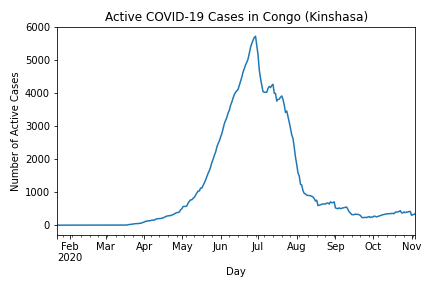 Active COVID-19 Cases in Congo (Kinshasa)
6000
5000
4000
3000
2000
1000
0
Number of Active Cases
Feb Mar Apr May Jun Jul Aug Sep Oct Nov
2020
Day